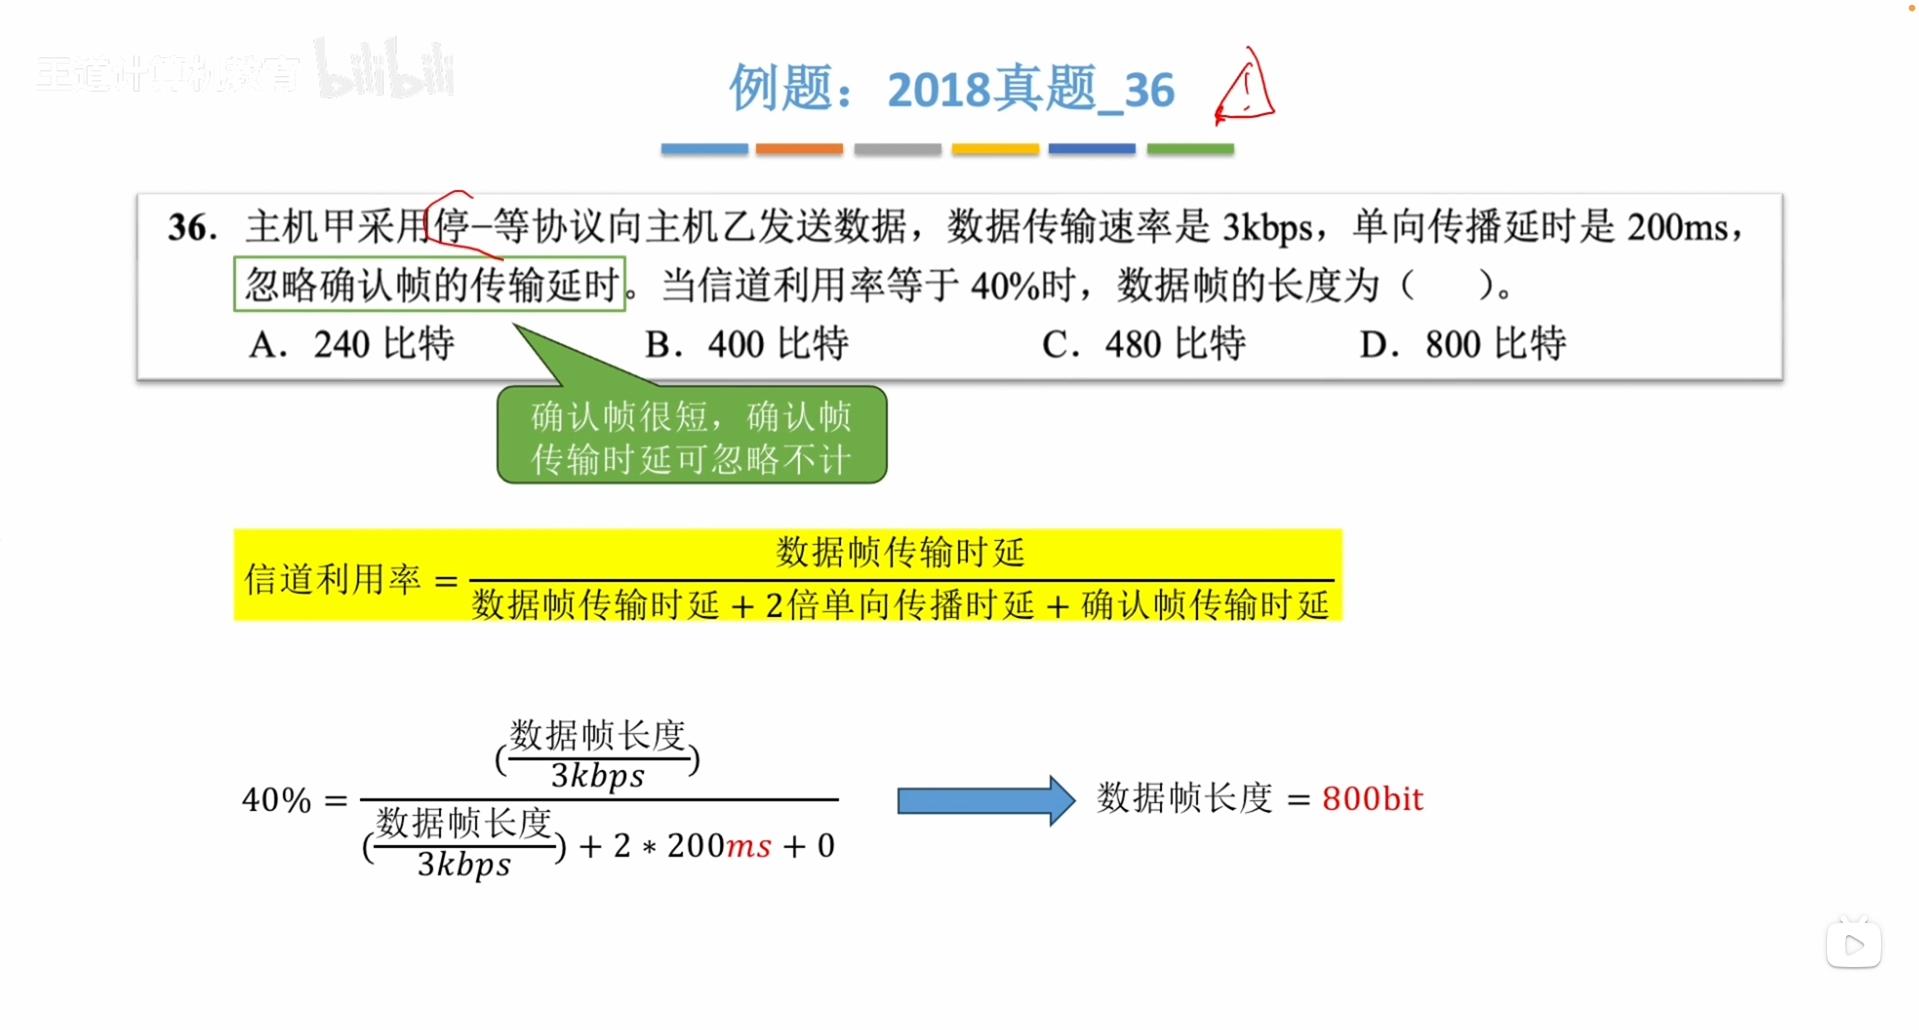 王道计算机教育 bilibili
例题：2018真题_36
36. 主机甲采用停–等协议向主机乙发送数据，数据传输速率是 3kbps，单向传播延时是 200ms，
忽略确认帧的传输延时。当信道利用率等于 40%时，数据帧的长度为（ ）。
A. 240 比特 B. 400 比特 C. 480 比特 D. 800 比特
确认帧很短，确认帧
传输时延可忽略不计
数据帧传输时延
信道利用率 =
数据帧传输时延 + 2倍单向传播时延 + 确认帧传输时延
(数据帧长度
3kbps)
40% =
(数据帧长度
3kbps) + 2 * 200ms + 0
数据帧长度 = 800bit